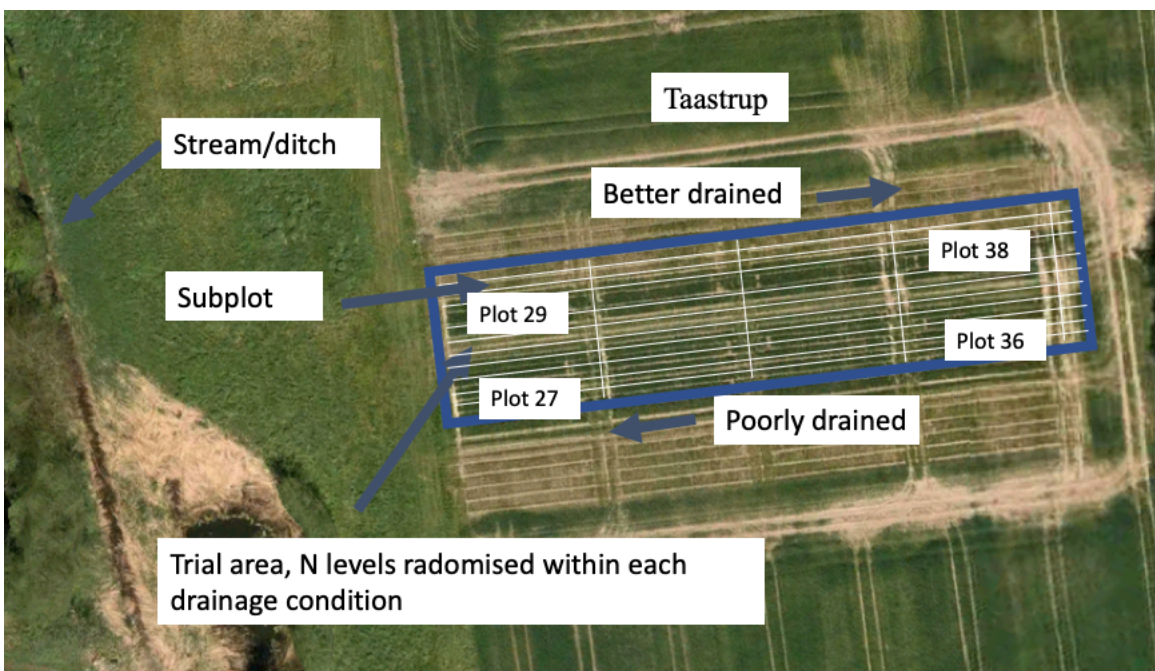 Taastrup
Stream/ditch
Better drained
Plot 38
Subplot
Plot 29
Plot 36
Plot 27
Poorly drained
Trial area, N levels radomised within each
drainage condition